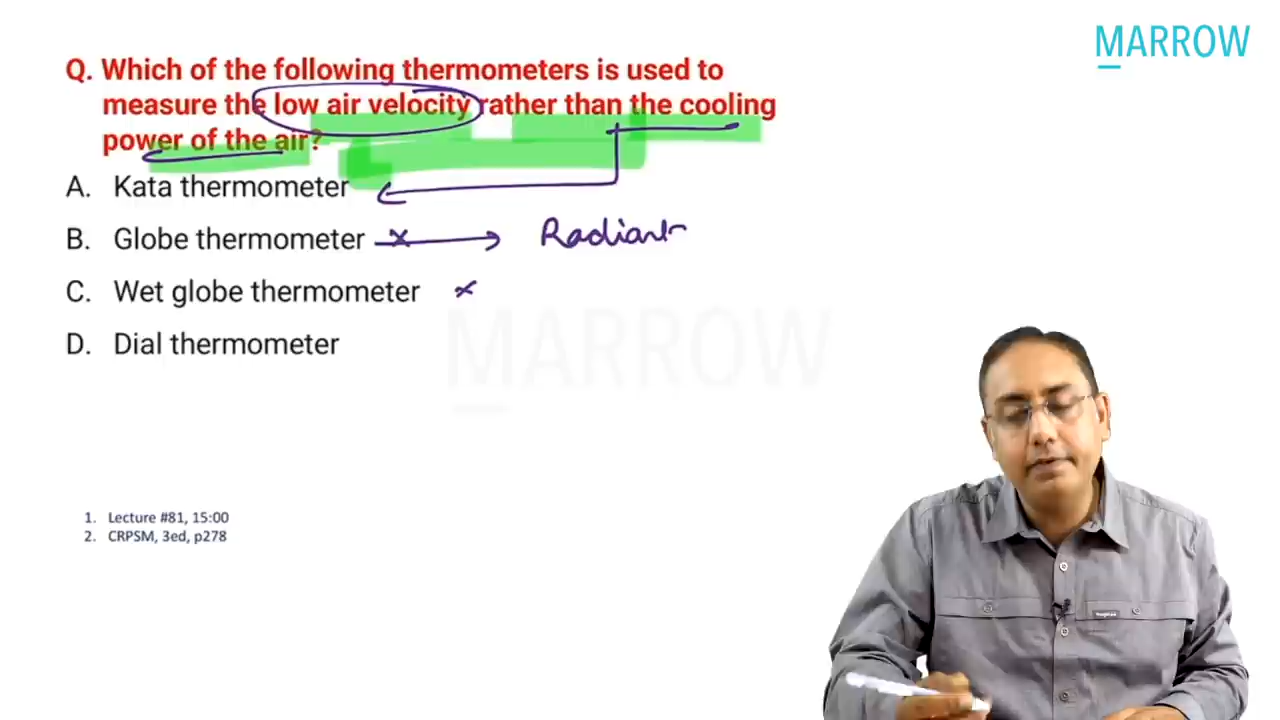 MARROW
Q. Which of the following thermometers is used to
measure the low air velocity rather than the cooling
power of the air?
A. Kata thermometer
B. Globe thermometer x Radiant
C. Wet globe thermometer x
MARROW
D. Dial thermometer
1. Lecture #81, 15:00
2. CRPSM, 3ed, p278